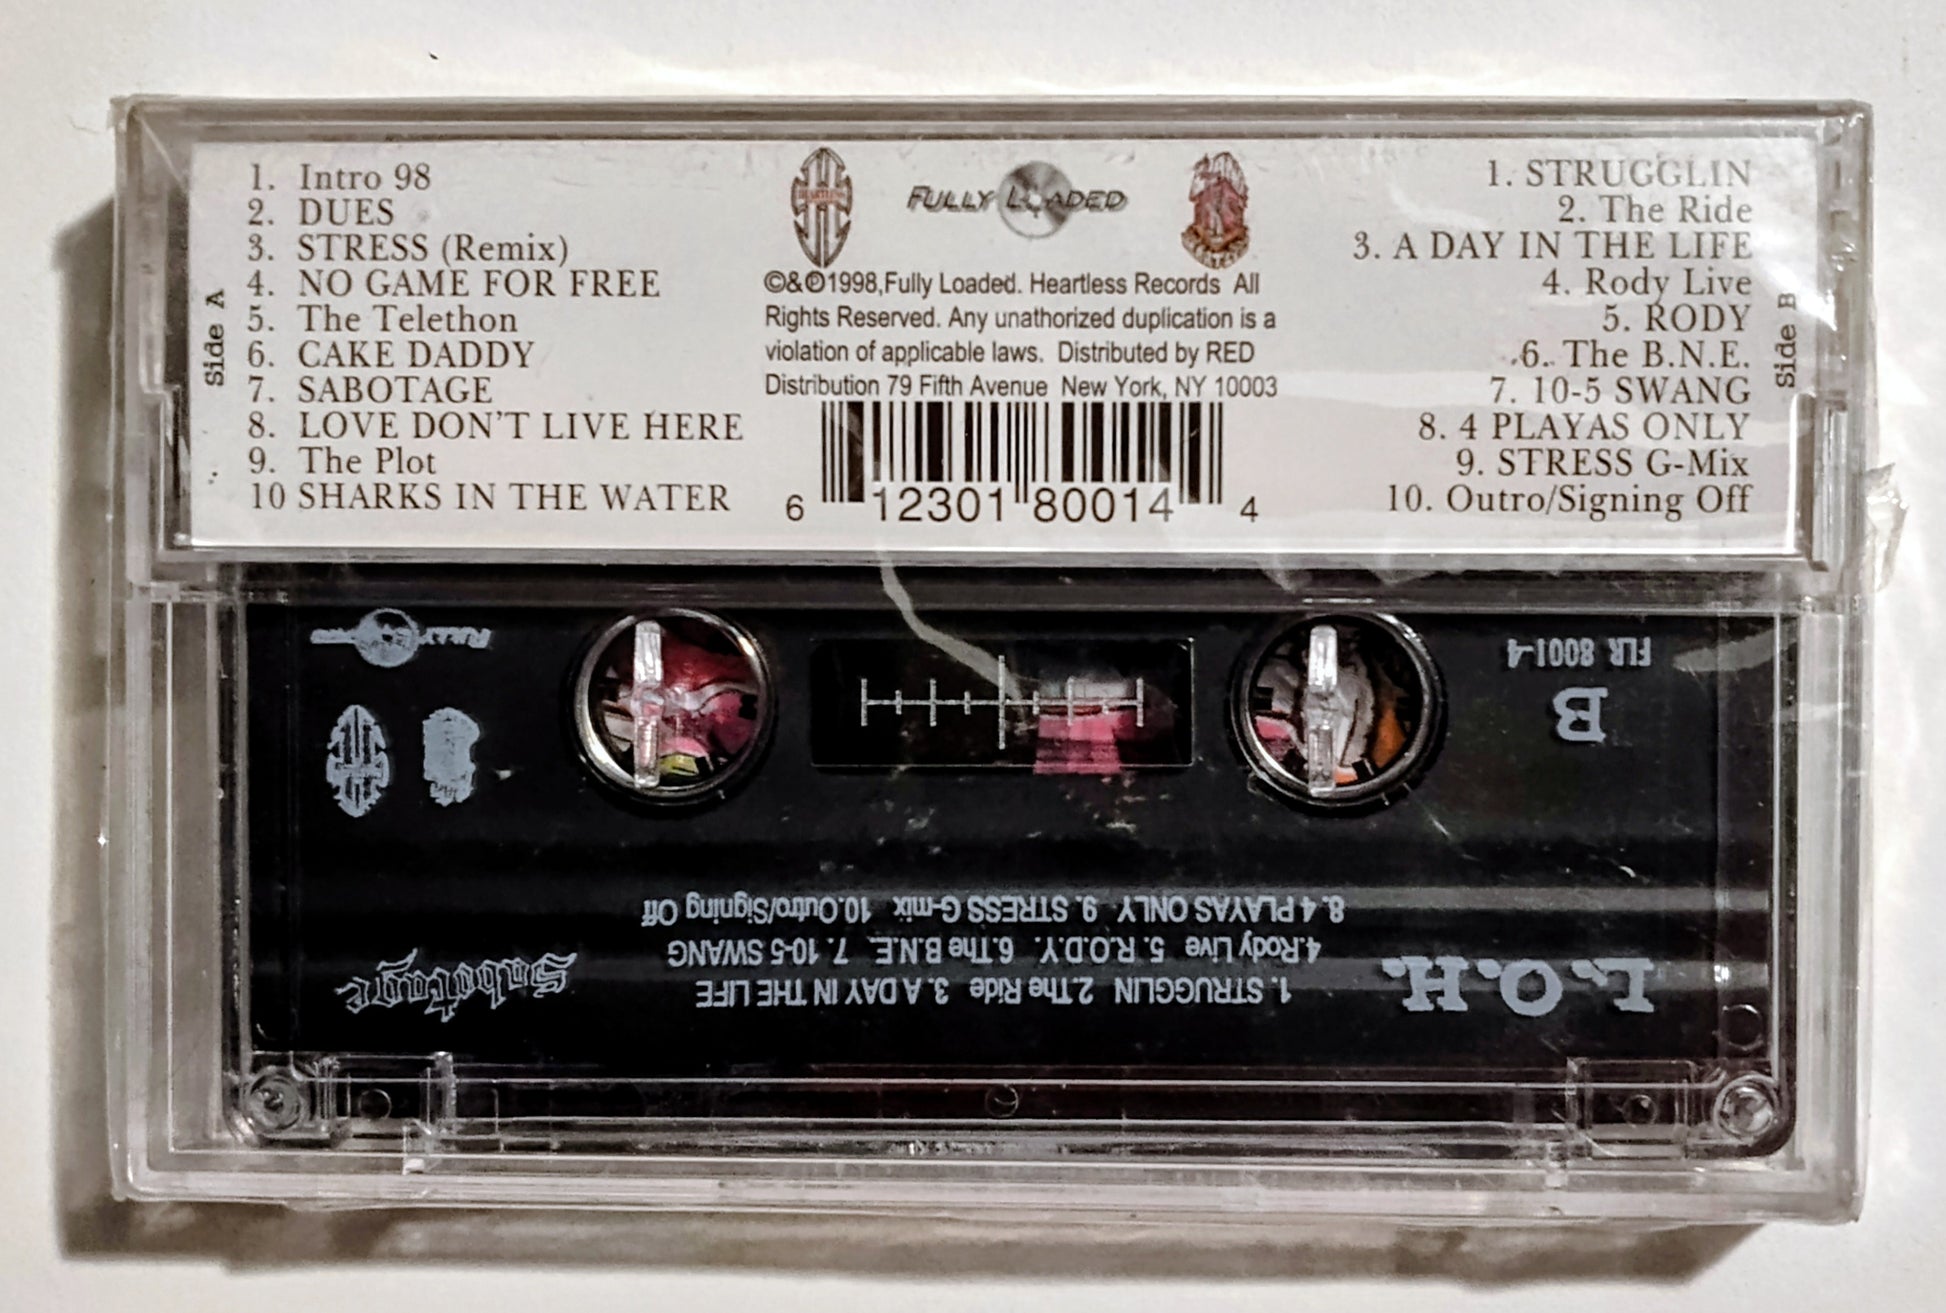 Side A
1. Intro 98
2. DUES
3. STRESS (Remix)
4. NO GAME FOR FREE
5. The Telethon
6. CAKE DADDY
7. SABOTAGE
8. LOVE DON'T LIVE HERE
9. The Plot
10 SHARKS IN THE WATER
HEARTLESS
FULLY LOADED
©&℗1998,Fully Loaded. Heartless Records All
Rights Reserved. Any unathorized duplication is a
violation of applicable laws. Distributed by RED
Distribution 79 Fifth Avenue New York, NY 10003
6 12301 80014 4
Side B
1. STRUGGLIN
2. The Ride
3. A DAY IN THE LIFE
4. Rody Live
5. RODY
6. The B.N.E.
7. 10-5 SWANG
8. 4 PLAYAS ONLY
9. STRESS G-Mix
10. Outro/Signing Off
L.O.H.
Sabotage
1. STRUGGLIN 2.The Ride 3. A DAY IN THE LIFE
4.Rody Live 5. R.O.D.Y. 6.The B.N.E. 7. 10-5 SWANG
8. 4 PLAYAS ONLY 9. STRESS G-mix 10.Outro/Signing Off
B
FLR 8001-4
FULLY LOADED